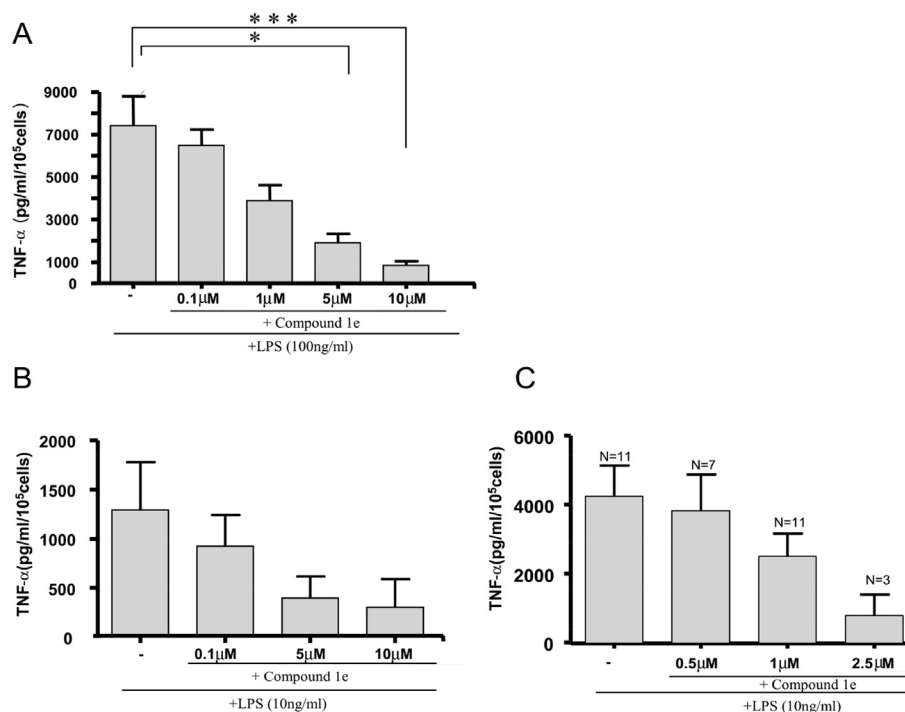 A
* * *
*
TNF-α (pg/ml/10⁵cells)
9000
7000
5000
3000
1000
0
- 0.1μM 1μM 5μM 10μM
+ Compound 1e
+LPS (100ng/ml)
B
TNF-α(pg/ml/10⁵cells)
2000
1500
1000
500
0
- 0.1μM 5μM 10μM
+ Compound 1e
+LPS (10ng/ml)
C
TNF-α(pg/ml/10⁵cells)
6000
4000
2000
0
N=11
N=7
N=11
N=3
- 0.5μM 1μM 2.5μM
+ Compound 1e
+LPS (10ng/ml)